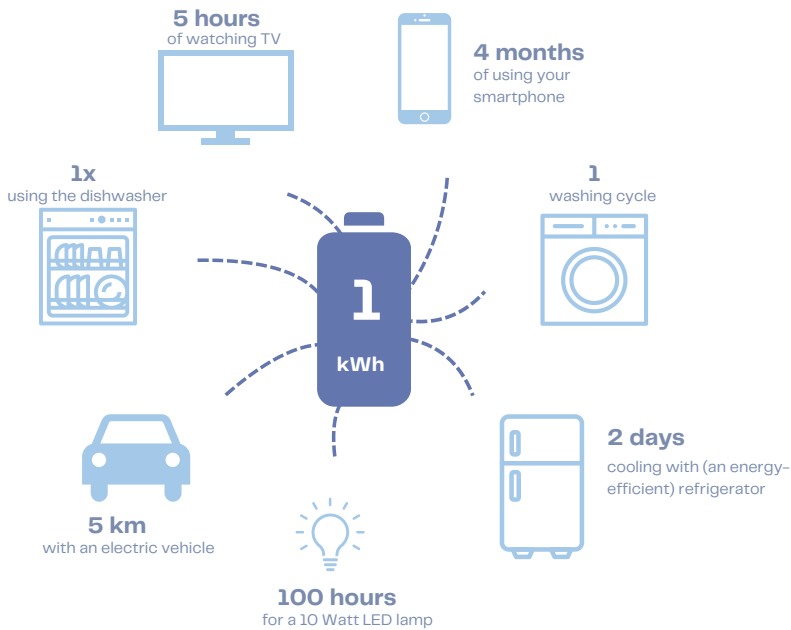 5 hours
of watching TV
4 months
of using your
smartphone
1x
using the dishwasher
1
washing cycle
1
kWh
2 days
cooling with (an energy-
efficient) refrigerator
5 km
with an electric vehicle
100 hours
for a 10 Watt LED lamp